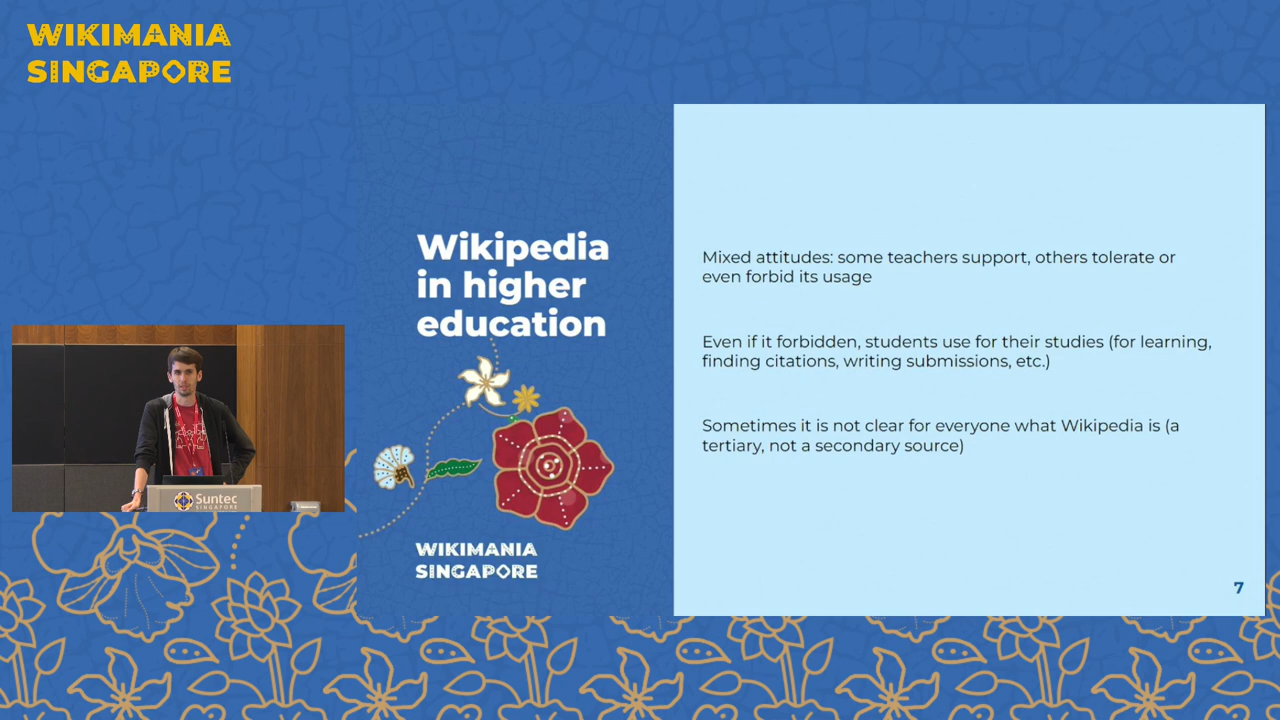 WIKIMANIA
SINGAPORE
Wikipedia
in higher
education
WIKIMANIA
SINGAPORE
Mixed attitudes: some teachers support, others tolerate or
even forbid its usage
Even if it forbidden, students use for their studies (for learning,
finding citations, writing submissions, etc.)
Sometimes it is not clear for everyone what Wikipedia is (a
tertiary, not a secondary source)
7
Suntec
SINGAPORE